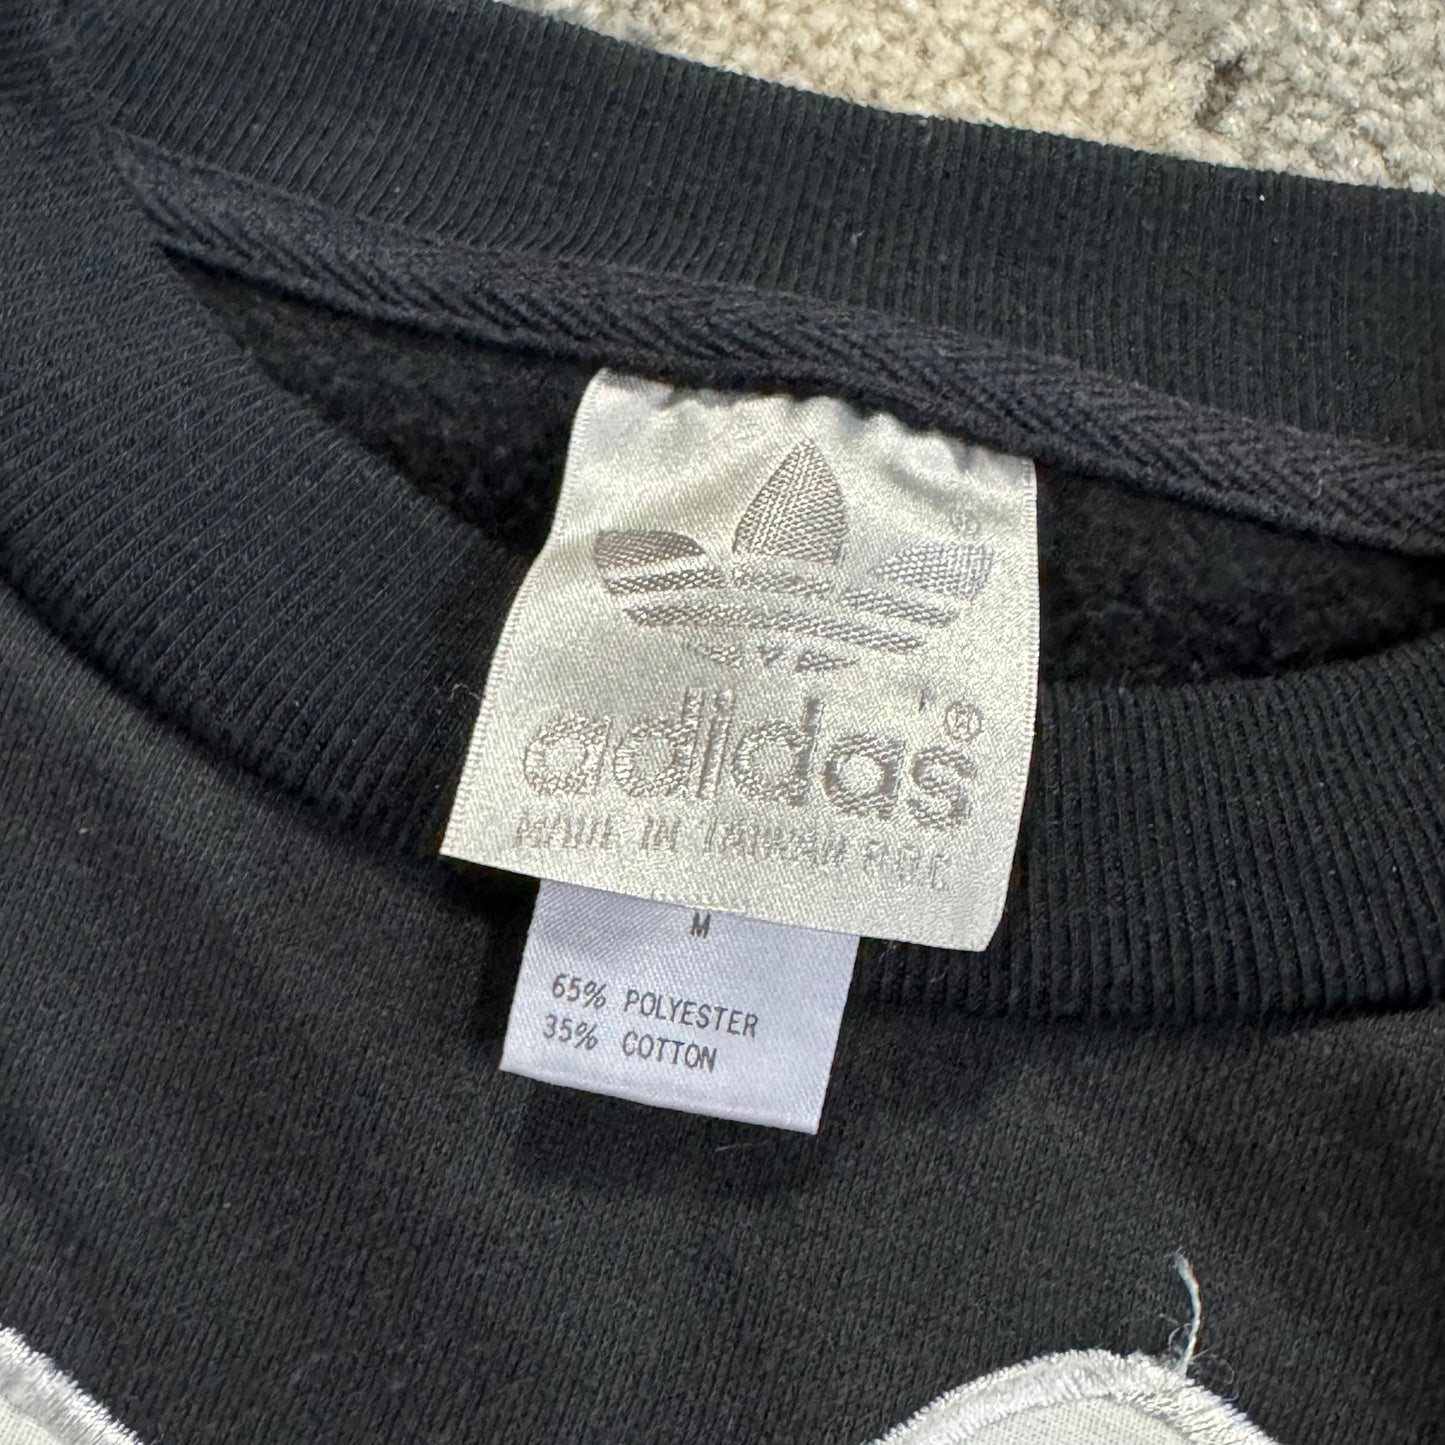 adidas®
MADE IN TAIWAN R.O.C
M
65% POLYESTER
35% COTTON